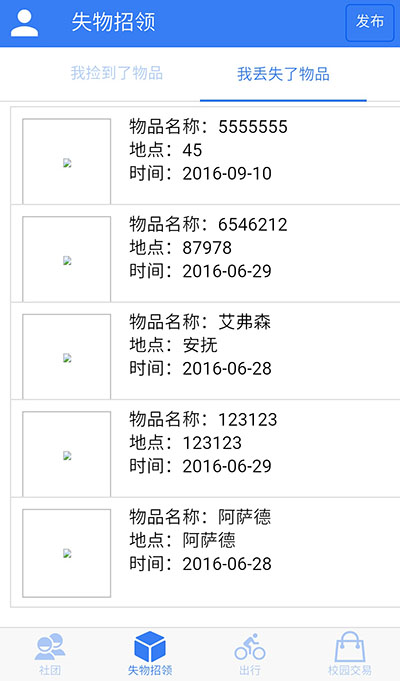 失物招领
发布
我捡到了物品
我丢失了物品
物品名称：5555555
地点：45
时间：2016-09-10
物品名称：6546212
地点：87978
时间：2016-06-29
物品名称：艾弗森
地点：安抚
时间：2016-06-28
物品名称：123123
地点：123123
时间：2016-06-29
物品名称：阿萨德
地点：阿萨德
时间：2016-06-28
社团
失物招领
出行
校园交易